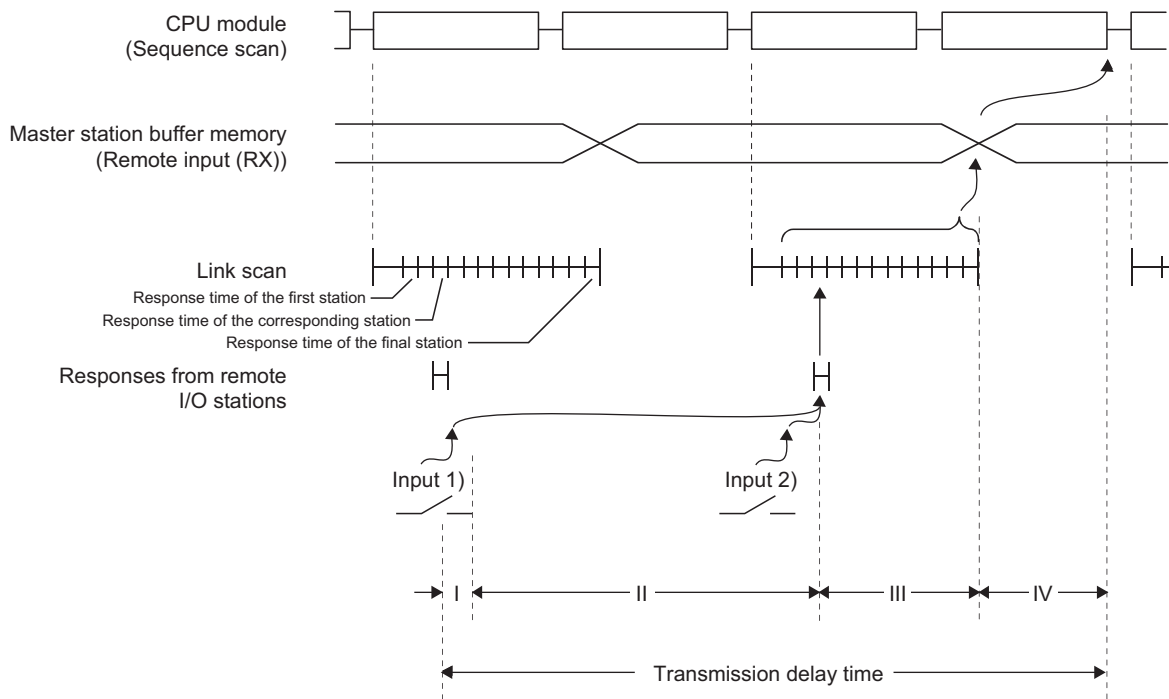 CPU module
(Sequence scan)
Master station buffer memory
(Remote input (RX))
Link scan
Response time of the first station
Response time of the corresponding station
Response time of the final station
Responses from remote
I/O stations
Input 1)
Input 2)
I
II
III
IV
Transmission delay time